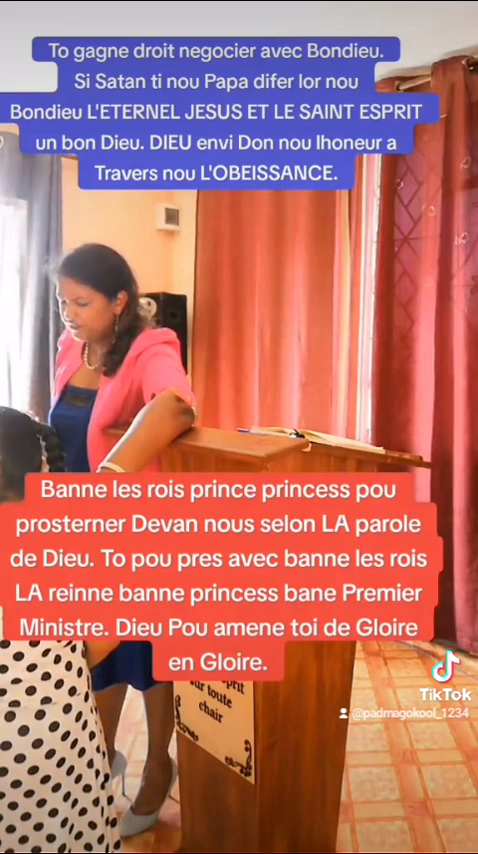 To gagne droit negocier avec Bondieu.
Si Satan ti nou Papa difer lor nou
Bondieu L'ETERNEL JESUS ET LE SAINT ESPRIT
un bon Dieu. DIEU envi Don nou lhoneur a
Travers nou L'OBEISSANCE.
Banne les rois prince princess pou
prosterner Devan nous selon LA parole
de Dieu. To pou pres avec banne les rois
LA reinne banne princess bane Premier
Ministre. Dieu Pou amene toi de Gloire
en Gloire.
sur toute
chair
TikTok
@padmagokool_1234